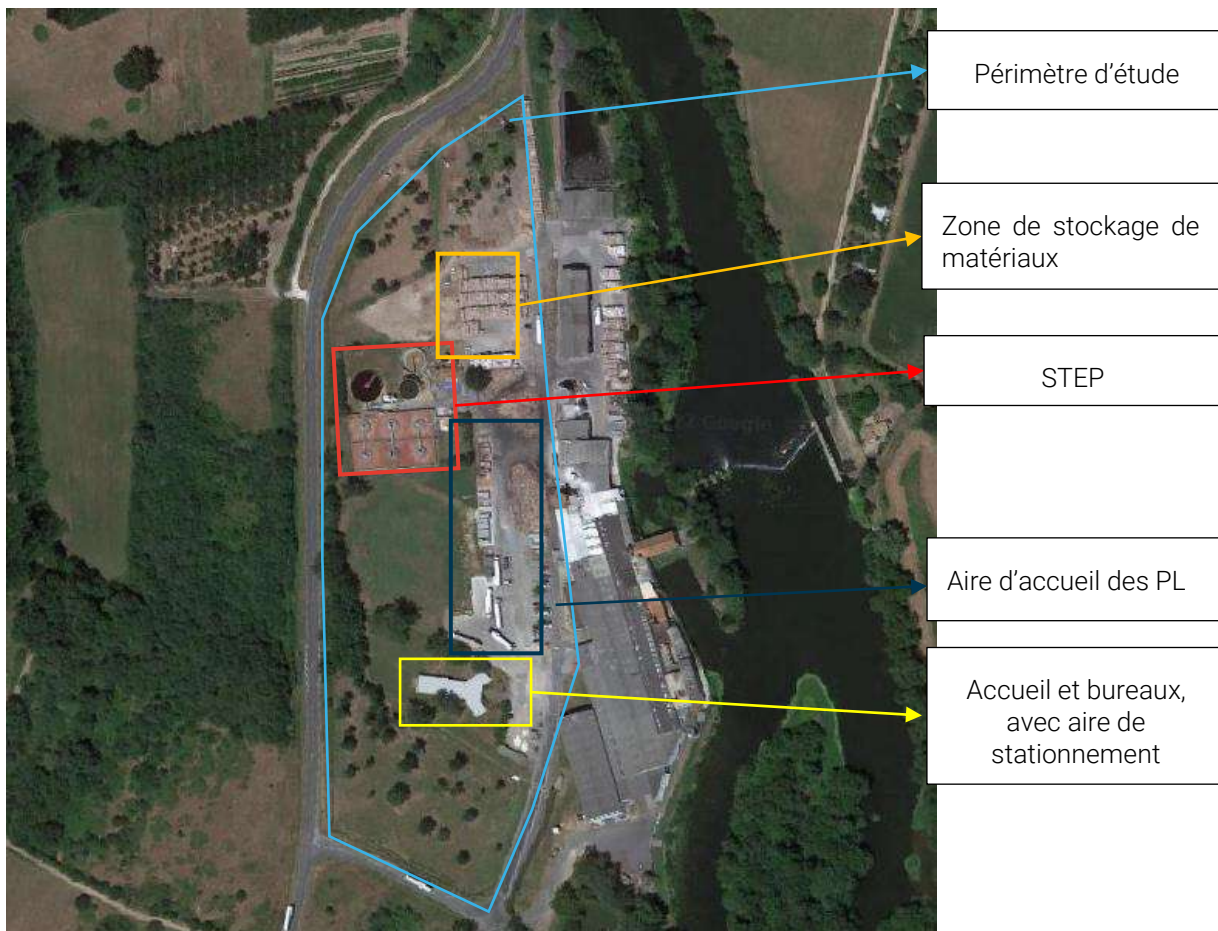 Périmètre d'étude
Zone de stockage de
matériaux
STEP
Google
Aire d'accueil des PL
Accueil et bureaux,
avec aire de
stationnement